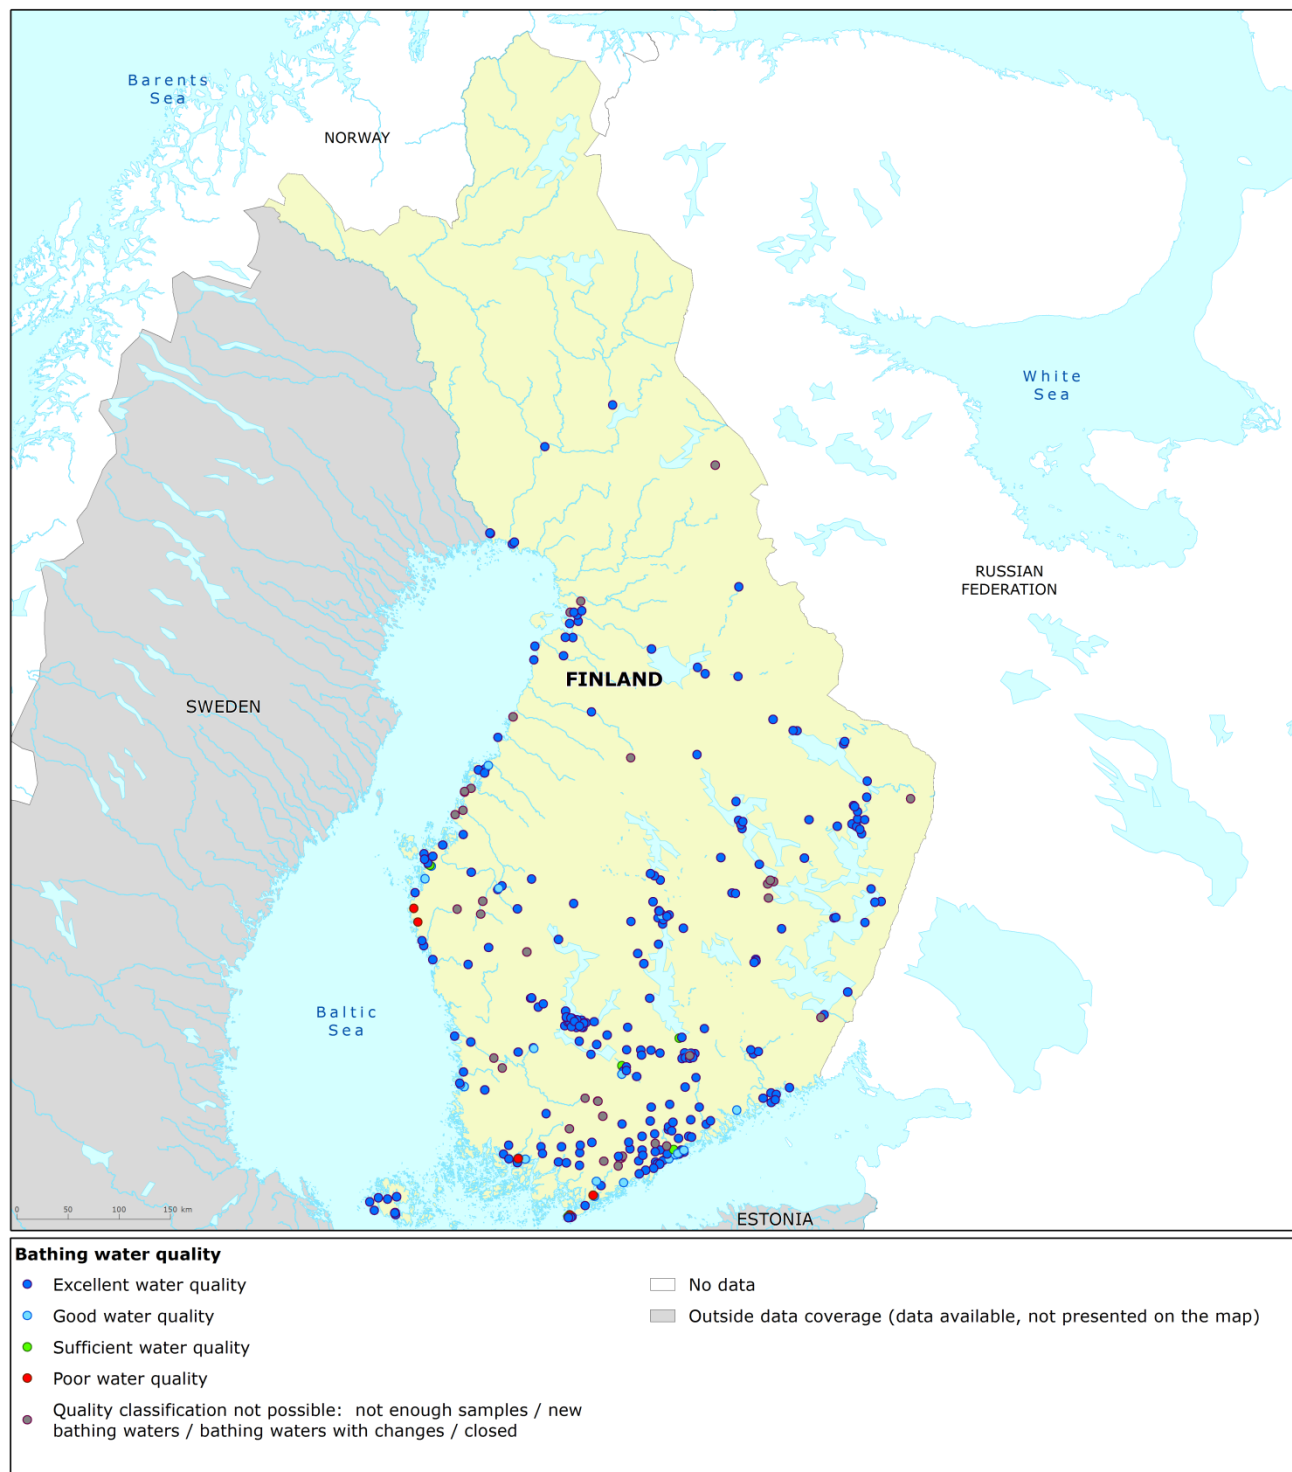 Barents
Sea
NORWAY
White
Sea
RUSSIAN
FEDERATION
FINLAND
SWEDEN
Baltic
Sea
0 50 100 150 km
ESTONIA
Bathing water quality
Excellent water quality
Good water quality
Sufficient water quality
Poor water quality
Quality classification not possible: not enough samples / new
bathing waters / bathing waters with changes / closed
No data
Outside data coverage (data available, not presented on the map)